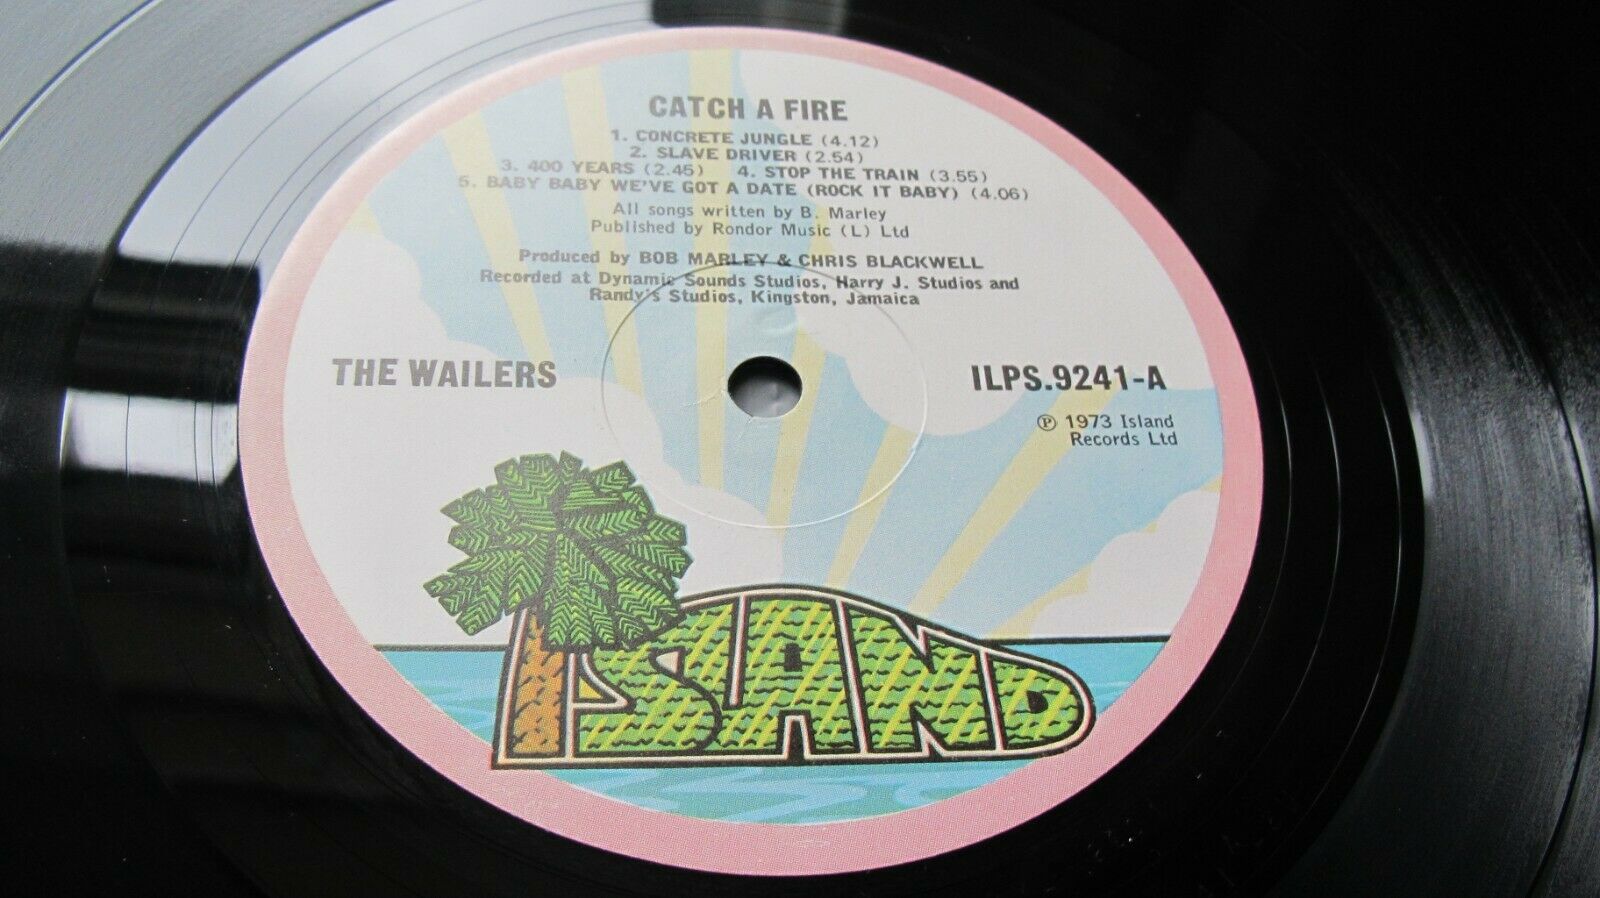 CATCH A FIRE
1. CONCRETE JUNGLE (4.12)
2. SLAVE DRIVER (2.54)
3. 400 YEARS (2.45) 4. STOP THE TRAIN (3.55)
5. BABY BABY WE'VE GOT A DATE (ROCK IT BABY) (4.06)
All songs written by B. Marley
Published by Rondor Music (L) Ltd
Produced by BOB MARLEY & CHRIS BLACKWELL
Recorded at Dynamic Sounds Studios, Harry J. Studios and
Randy's Studios, Kingston, Jamaica
THE WAILERS
ILPS.9241-A
℗ 1973 Island
Records Ltd
ISLAND